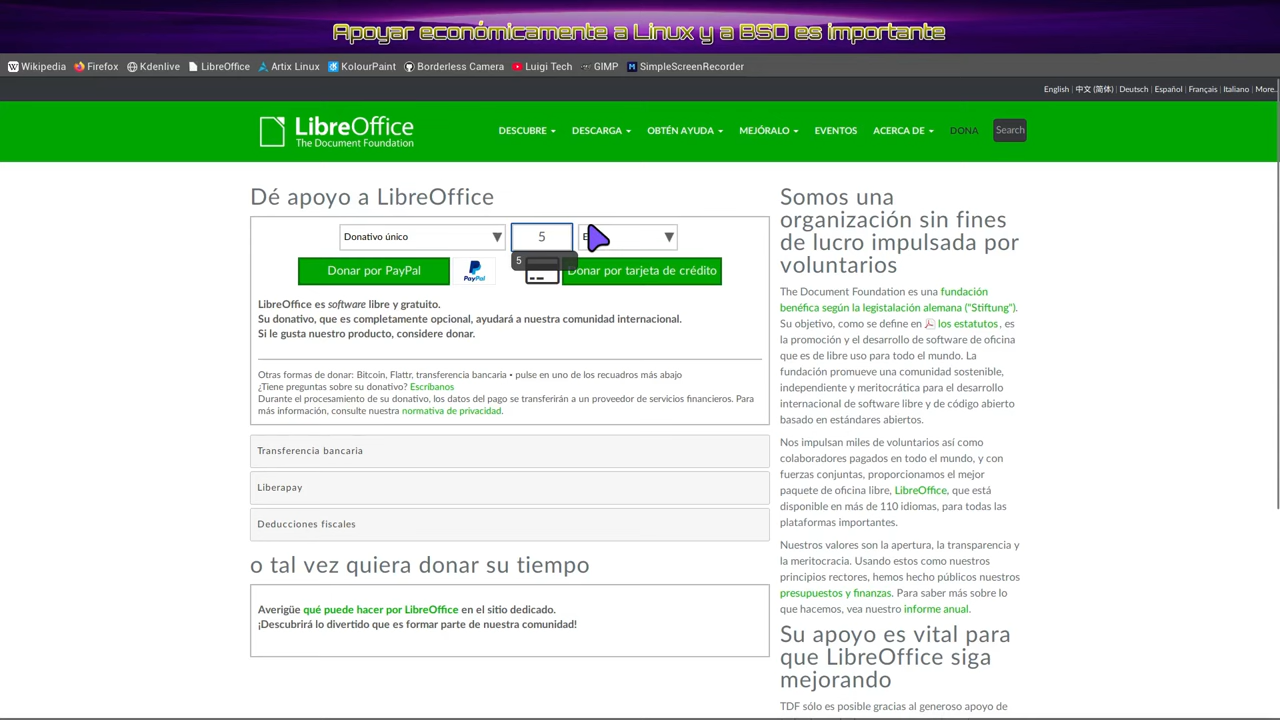 Apoyar económicamente a Linux y a BSD es importante
Wikipedia Firefox Kdenlive LibreOffice Artix Linux KolourPaint Borderless Camera Luigi Tech GIMP SimpleScreenRecorder
English | 中文 (简体) | Deutsch | Español | Français | Italiano | More...
LibreOffice
The Document Foundation
DESCUBRE DESCARGA OBTÉN AYUDA MEJÓRALO EVENTOS ACERCA DE DONA Search
Dé apoyo a LibreOffice
Donativo único 5
5
Donar por PayPal PayPal Donar por tarjeta de crédito
LibreOffice es software libre y gratuito.
Su donativo, que es completamente opcional, ayudará a nuestra comunidad internacional.
Si le gusta nuestro producto, considere donar.
Otras formas de donar: Bitcoin, Flattr, transferencia bancaria • pulse en uno de los recuadros más abajo
¿Tiene preguntas sobre su donativo? Escríbanos
Durante el procesamiento de su donativo, los datos del pago se transferirán a un proveedor de servicios financieros. Para
más información, consulte nuestra normativa de privacidad.
Transferencia bancaria
Liberapay
Deducciones fiscales
o tal vez quiera donar su tiempo
Averigüe qué puede hacer por LibreOffice en el sitio dedicado.
¡Descubrirá lo divertido que es formar parte de nuestra comunidad!
Somos una
organización sin fines
de lucro impulsada por
voluntarios
The Document Foundation es una fundación
benéfica según la legistalación alemana ("Stiftung").
Su objetivo, como se define en los estatutos, es
la promoción y el desarrollo de software de oficina
que es de libre uso para todo el mundo. La
fundación promueve una comunidad sostenible,
independiente y meritocrática para el desarrollo
internacional de software libre y de código abierto
basado en estándares abiertos.
Nos impulsan miles de voluntarios así como
colaboradores pagados en todo el mundo, y con
fuerzas conjuntas, proporcionamos el mejor
paquete de oficina libre, LibreOffice, que está
disponible en más de 110 idiomas, para todas las
plataformas importantes.
Nuestros valores son la apertura, la transparencia y
la meritocracia. Usando estos como nuestros
principios rectores, hemos hecho públicos nuestros
presupuestos y finanzas. Para saber más sobre lo
que hacemos, vea nuestro informe anual.
Su apoyo es vital para
que LibreOffice siga
mejorando
TDF sólo es posible gracias al generoso apoyo de